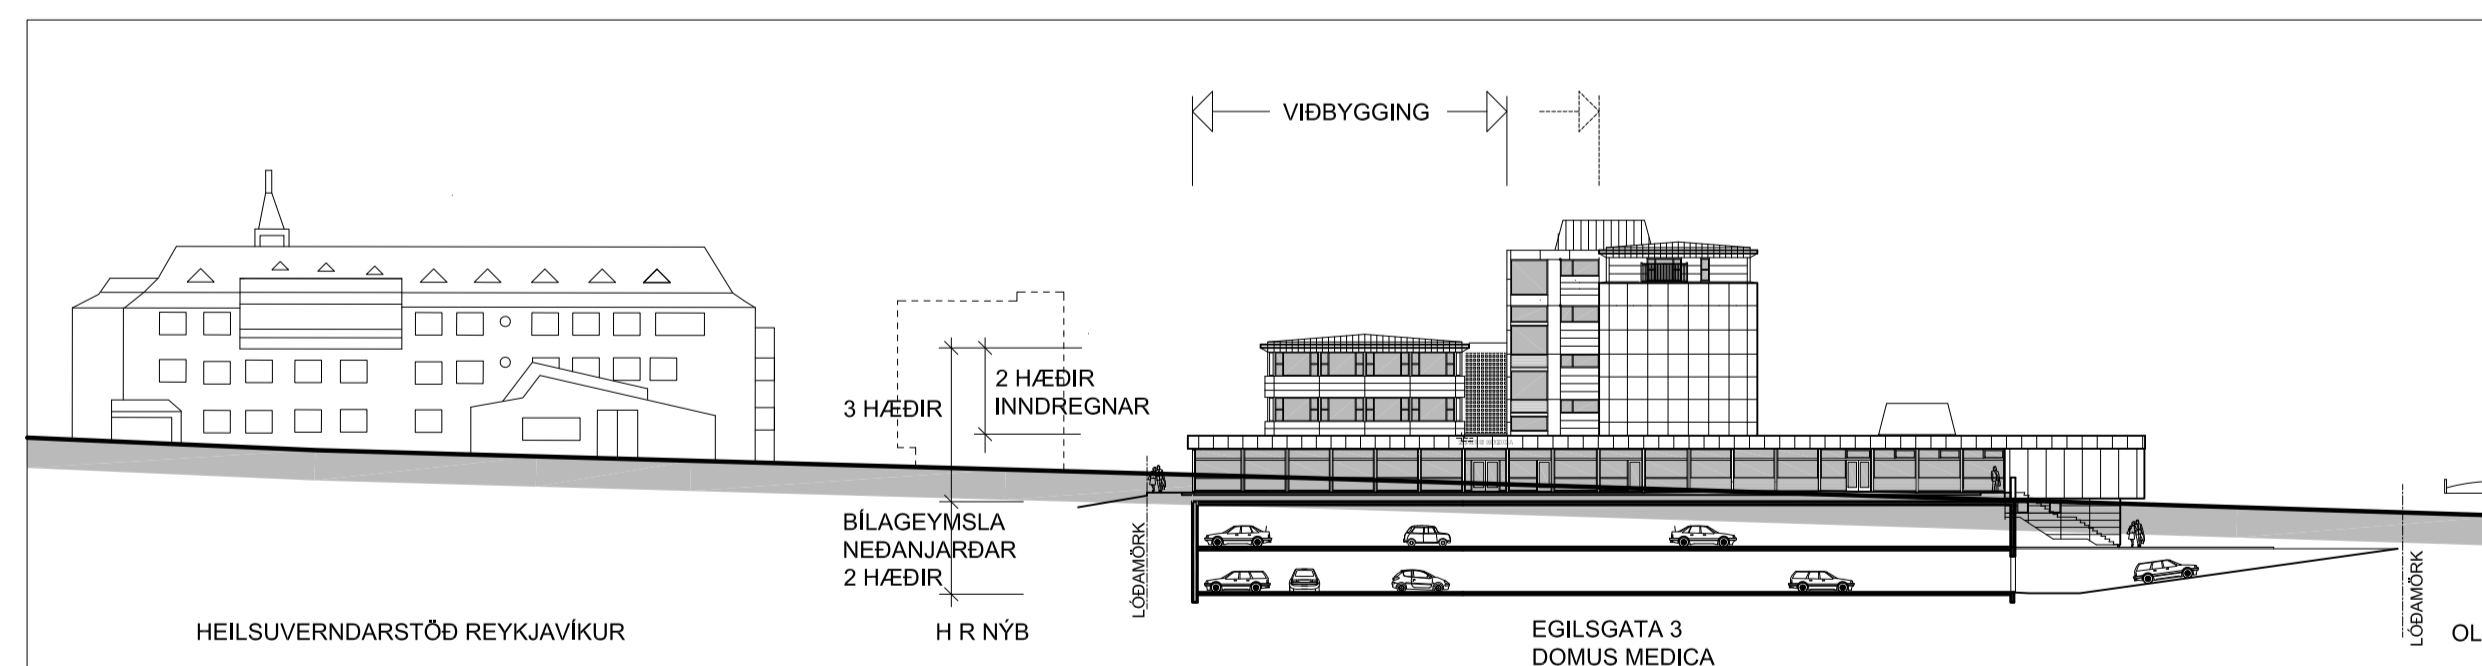 VIÐBYGGING
3 HÆÐIR
2 HÆÐIR
INNDREGNAR
BÍLAGEYMSLA
NEÐANJARÐAR
2 HÆÐIR
LÓÐAMÖRK
LÓÐAMÖRK
HEILSUVERNDARSTÖÐ REYKJAVÍKUR
H R NÝB
EGILSGATA 3
DOMUS MEDICA
OL